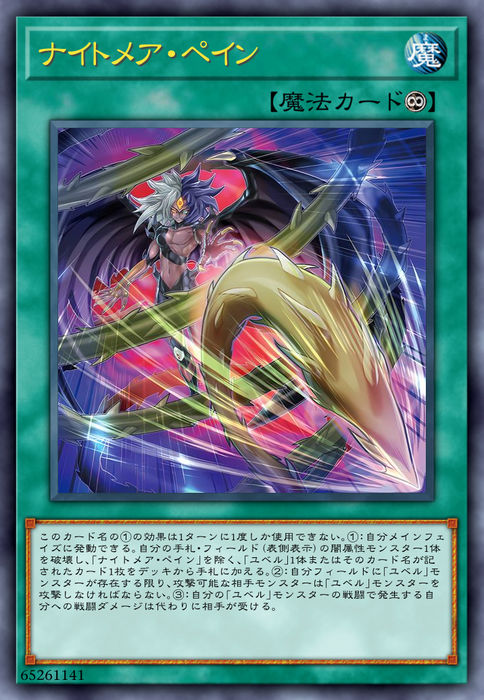 ナイトメア・ペイン
魔
【魔法カード】
このカード名の①の効果は1ターンに1度しか使用できない。①：自分メインフェ
イズに発動できる。自分の手札・フィールド(表側表示)の闇属性モンスター1体
を破壊し、「ナイトメア・ペイン」を除く、「ユベル」1体またはそのカード名が記
されたカード1枚をデッキから手札に加える。②：自分フィールドに「ユベル」モ
ンスターが存在する限り、攻撃可能な相手モンスターは「ユベル」モンスターを
攻撃しなければならない。③：自分の「ユベル」モンスターの戦闘で発生する自
分への戦闘ダメージは代わりに相手が受ける。
65261141